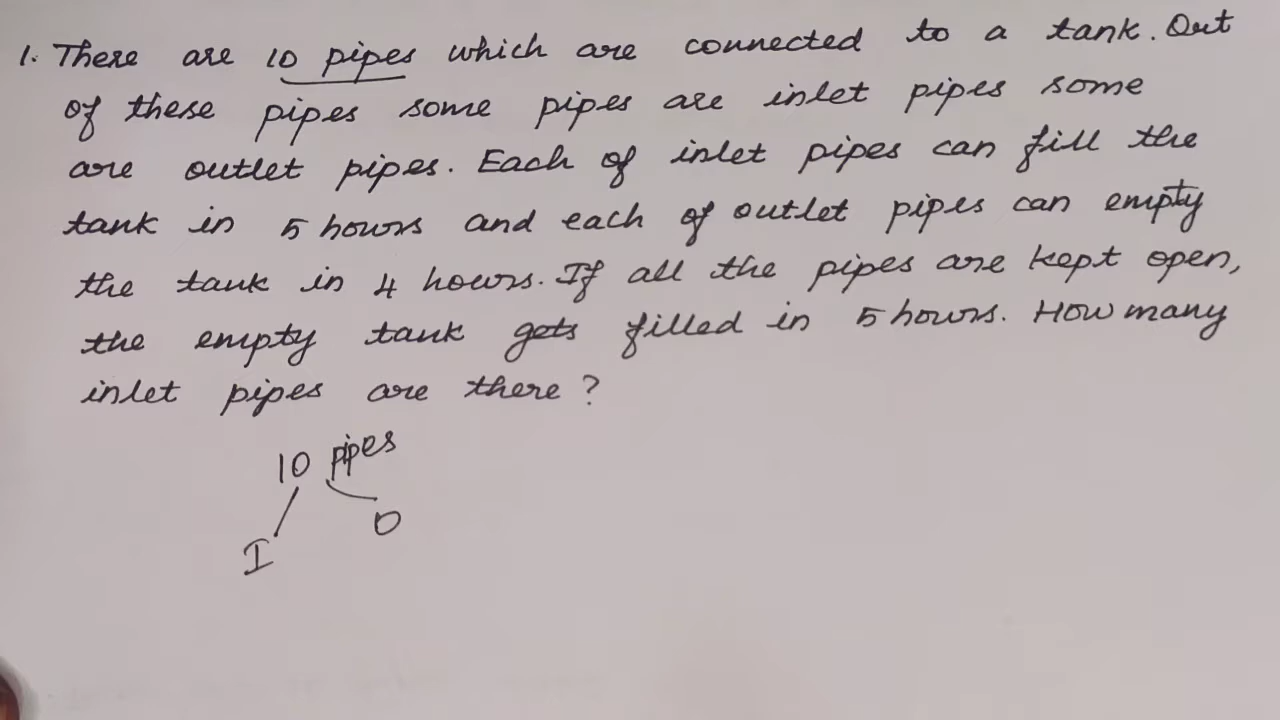 1. There are 10 pipes which are connected to a tank. Out
of these pipes some pipes are inlet pipes some
are outlet pipes. Each of inlet pipes can fill the
tank in 5 hours and each of outlet pipes can empty
the tank in 4 hours. If all the pipes are kept open,
the empty tank gets filled in 5 hours. How many
inlet pipes are there?
10 pipes
I O